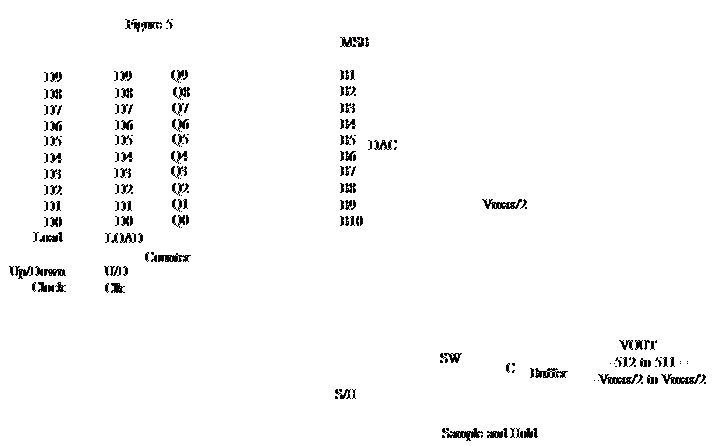 Figure 5
MSB
D9 D9 Q9 B1
D8 D8 Q8 B2
D7 D7 Q7 B3
D6 D6 Q6 B4
D5 D5 Q5 B5 DAC
D4 D4 Q4 B6
D3 D3 Q3 B7
D2 D2 Q2 B8
D1 D1 Q1 B9 Vmax/2
D0 D0 Q0 B10
Load LOAD
Counter
Up/Down U/D
Clock Clk
VOUT
SW -512 to 511 =
C Buffer -Vmax/2 to Vmax/2
S/H
Sample and Hold